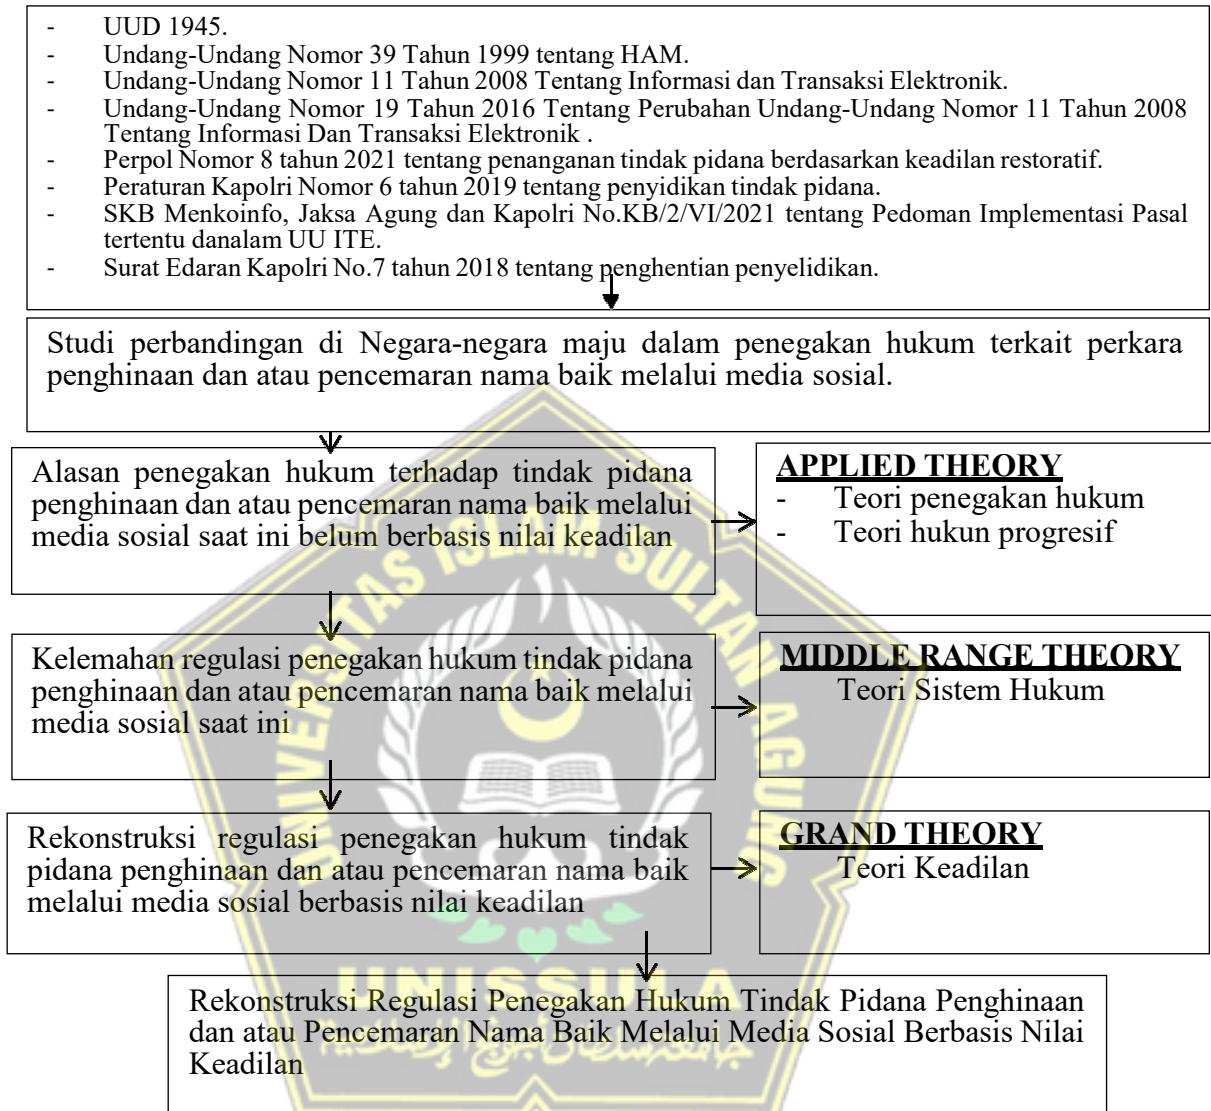 - UUD 1945.
- Undang-Undang Nomor 39 Tahun 1999 tentang HAM.
- Undang-Undang Nomor 11 Tahun 2008 Tentang Informasi dan Transaksi Elektronik.
- Undang-Undang Nomor 19 Tahun 2016 Tentang Perubahan Undang-Undang Nomor 11 Tahun 2008
Tentang Informasi Dan Transaksi Elektronik .
- Perpol Nomor 8 tahun 2021 tentang penanganan tindak pidana berdasarkan keadilan restoratif.
- Peraturan Kapolri Nomor 6 tahun 2019 tentang penyidikan tindak pidana.
- SKB Menkoinfo, Jaksa Agung dan Kapolri No.KB/2/VI/2021 tentang Pedoman Implementasi Pasal
tertentu danalam UU ITE.
- Surat Edaran Kapolri No.7 tahun 2018 tentang penghentian penyelidikan.
Studi perbandingan di Negara-negara maju dalam penegakan hukum terkait perkara
penghinaan dan atau pencemaran nama baik melalui media sosial.
Alasan penegakan hukum terhadap tindak pidana
penghinaan dan atau pencemaran nama baik melalui
media sosial saat ini belum berbasis nilai keadilan
APPLIED THEORY
- Teori penegakan hukum
- Teori hukun progresif
Kelemahan regulasi penegakan hukum tindak pidana
penghinaan dan atau pencemaran nama baik melalui
media sosial saat ini
MIDDLE RANGE THEORY
Teori Sistem Hukum
Rekonstruksi regulasi penegakan hukum tindak
pidana penghinaan dan atau pencemaran nama baik
melalui media sosial berbasis nilai keadilan
GRAND THEORY
Teori Keadilan
Rekonstruksi Regulasi Penegakan Hukum Tindak Pidana Penghinaan
dan atau Pencemaran Nama Baik Melalui Media Sosial Berbasis Nilai
Keadilan
UNIVERSITAS ISLAM SULTAN AGUNG
UNISSULA